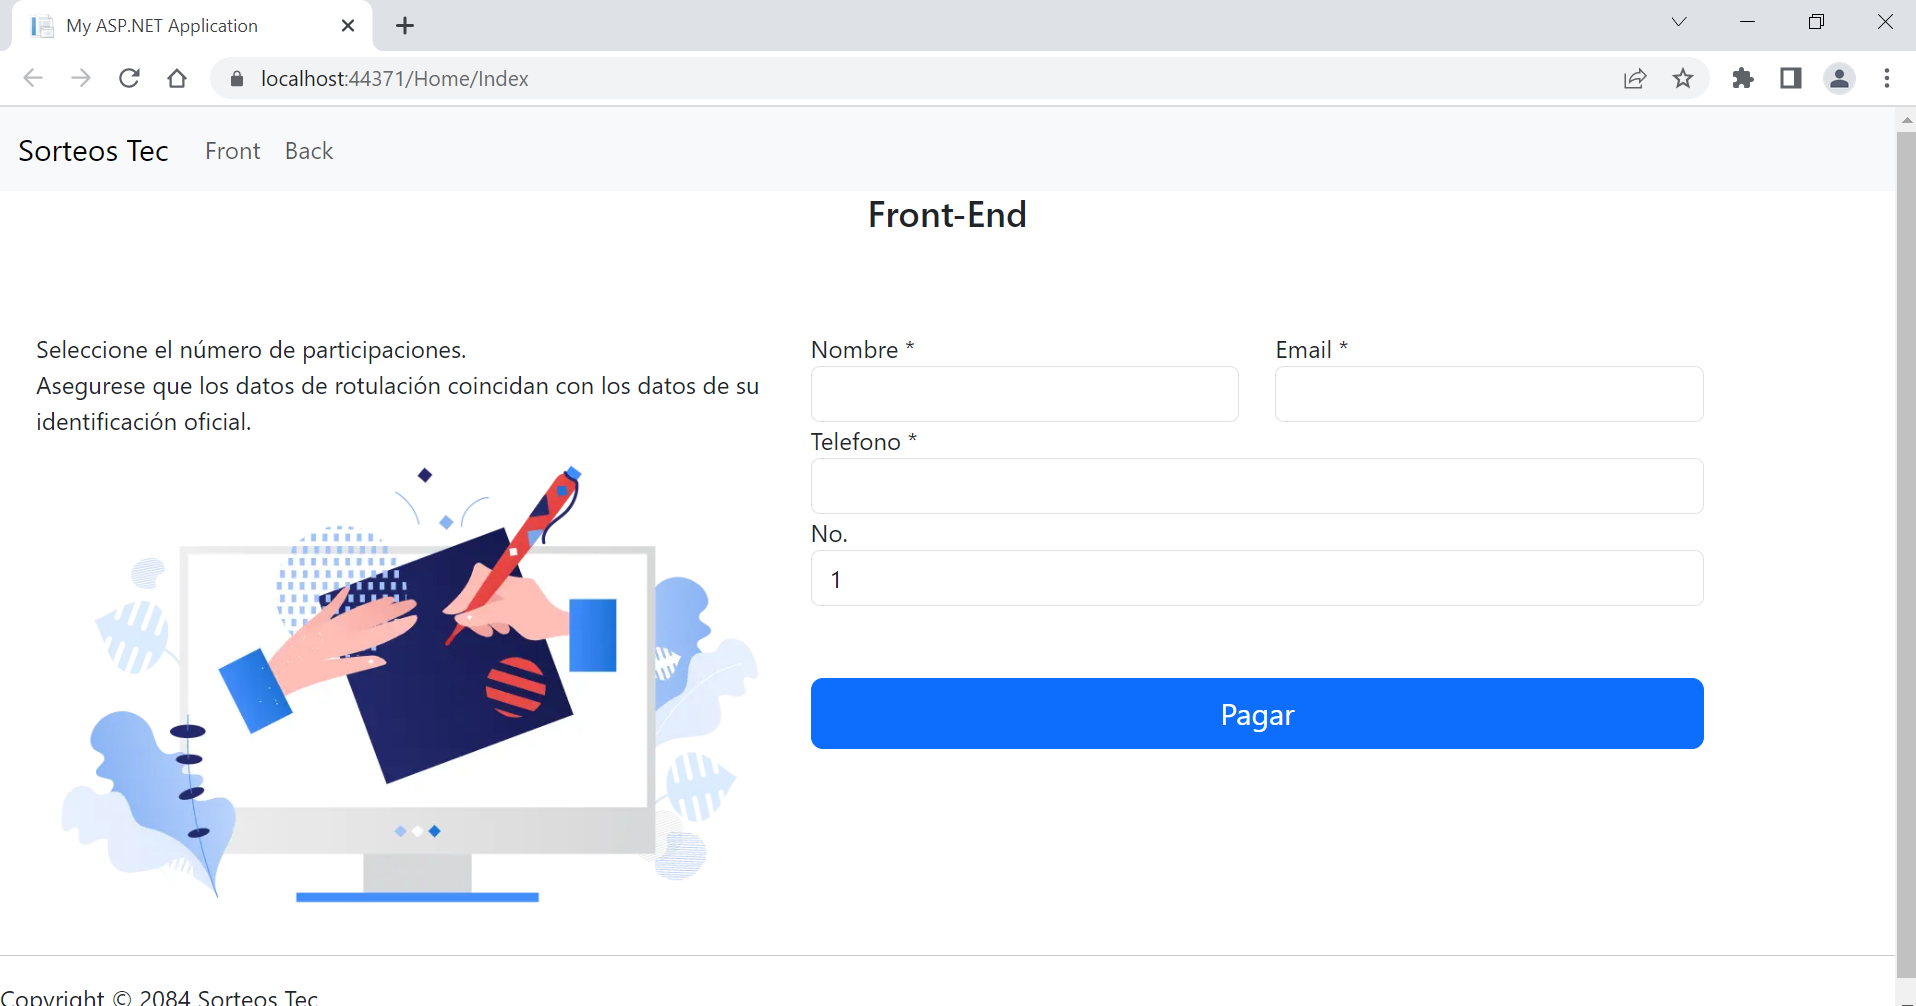 My ASP.NET Application
localhost:44371/Home/Index
Sorteos Tec Front Back
Front-End
Seleccione el número de participaciones.
Asegurese que los datos de rotulación coincidan con los datos de su
identificación oficial.
Nombre * Email *
Telefono *
No.
1
Pagar
Copyright © 2084 Sorteos Tec